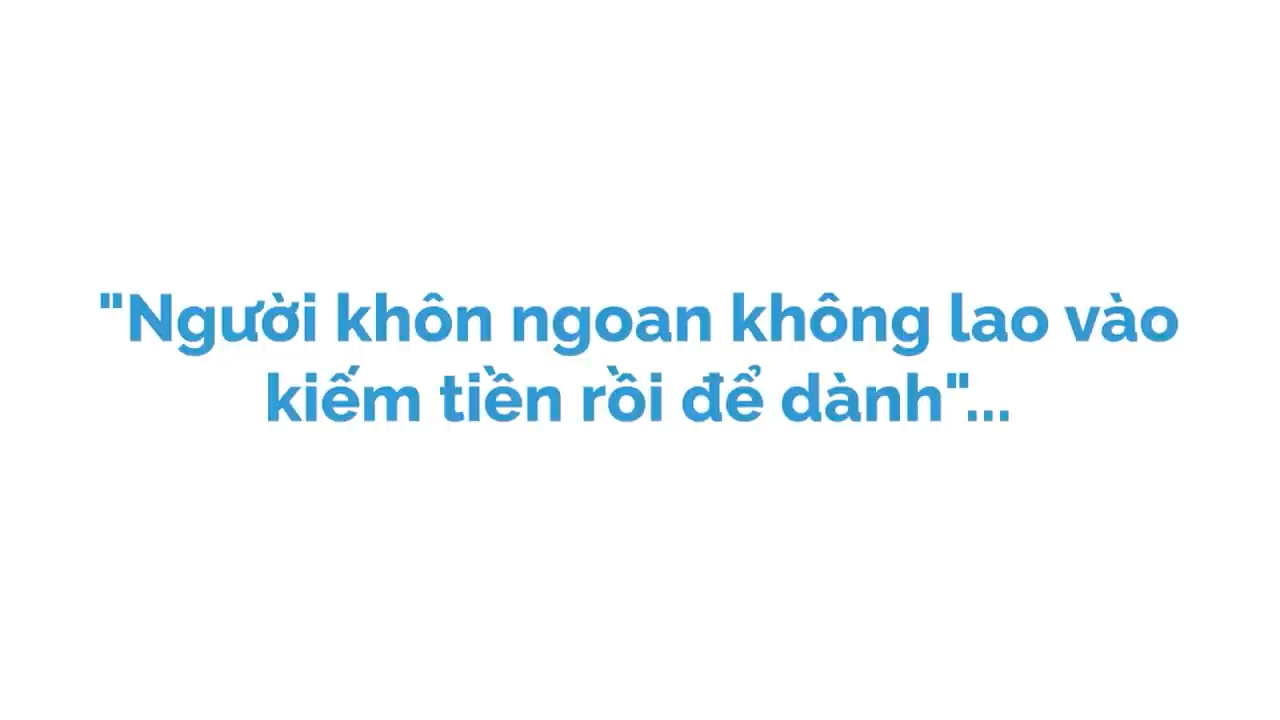 "Người khôn ngoan không lao vào
kiếm tiền rồi để dành"...